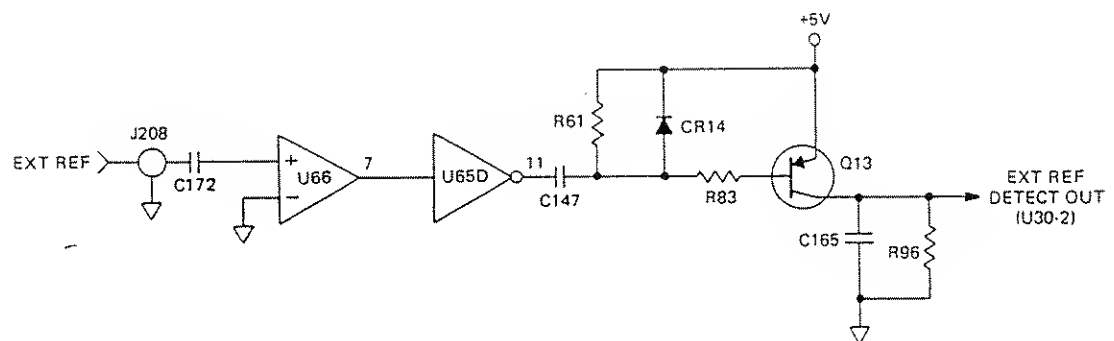 +5V
J208
R61
CR14
EXT REF
+
U66
7
U65D
11
Q13
C172
−
C147
R83
EXT REF
DETECT OUT
(U30-2)
C165
R96